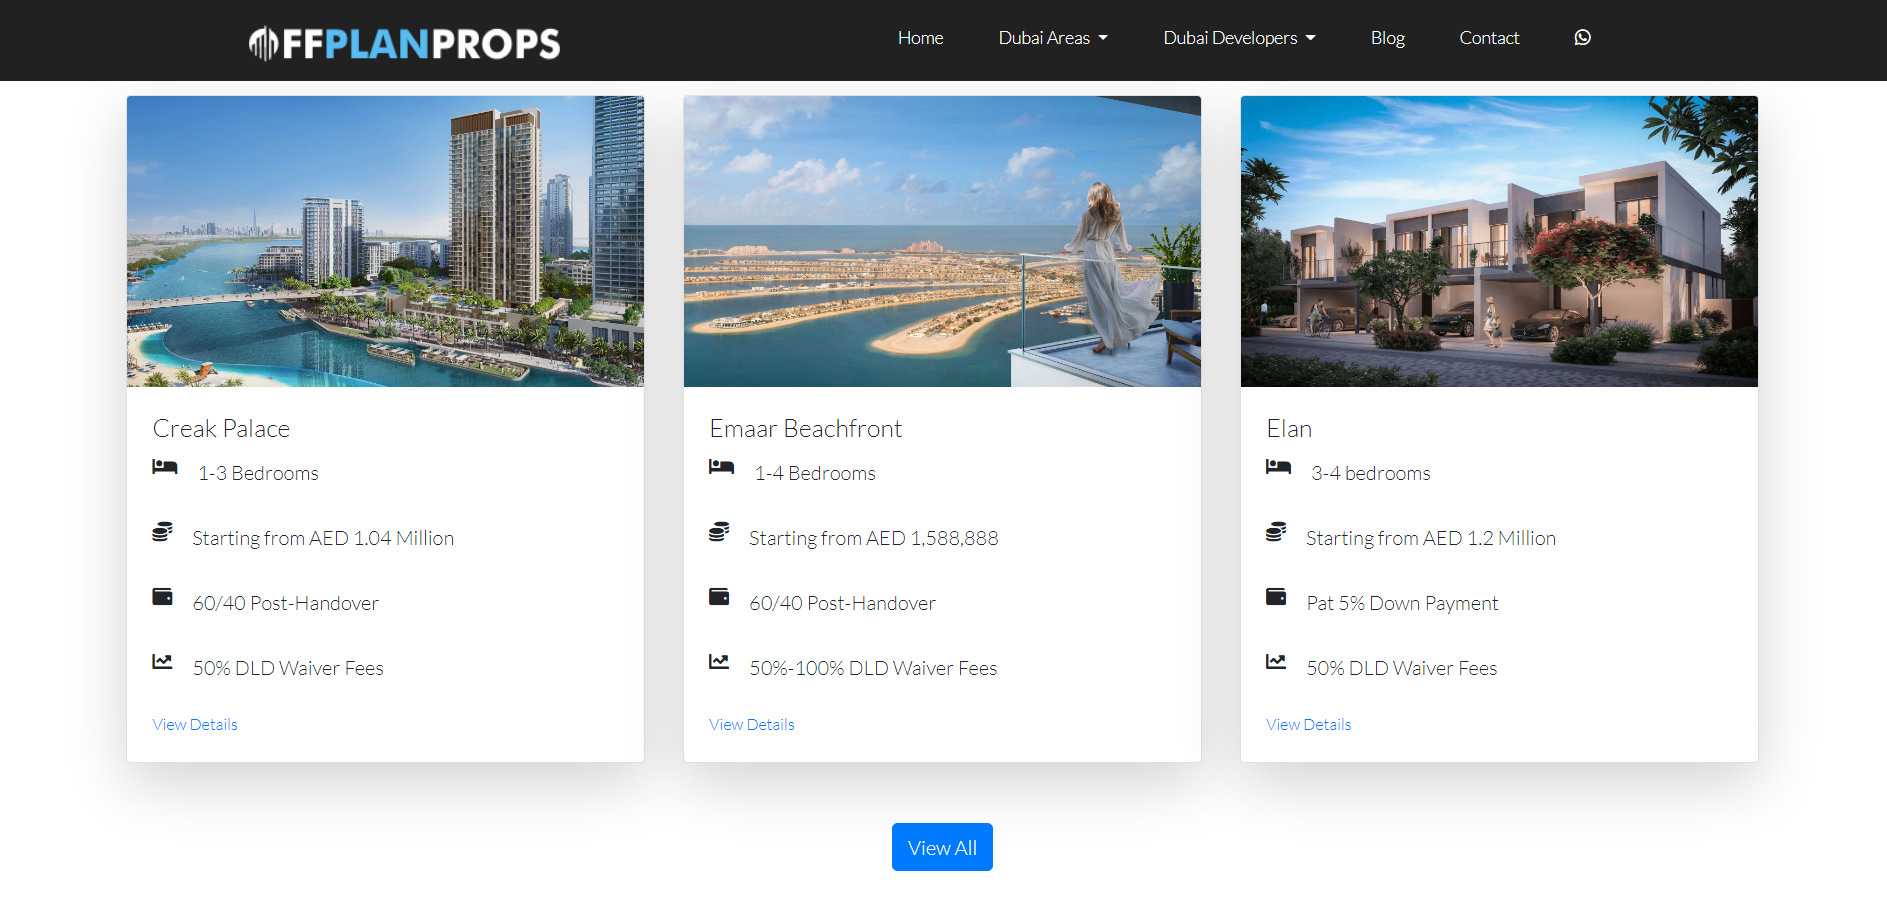 OFFPLANPROPS
Home
Dubai Areas
Dubai Developers
Blog
Contact
Creak Palace
1-3 Bedrooms
Starting from AED 1.04 Million
60/40 Post-Handover
50% DLD Waiver Fees
View Details
Emaar Beachfront
1-4 Bedrooms
Starting from AED 1,588,888
60/40 Post-Handover
50%-100% DLD Waiver Fees
View Details
Elan
3-4 bedrooms
Starting from AED 1.2 Million
Pat 5% Down Payment
50% DLD Waiver Fees
View Details
View All